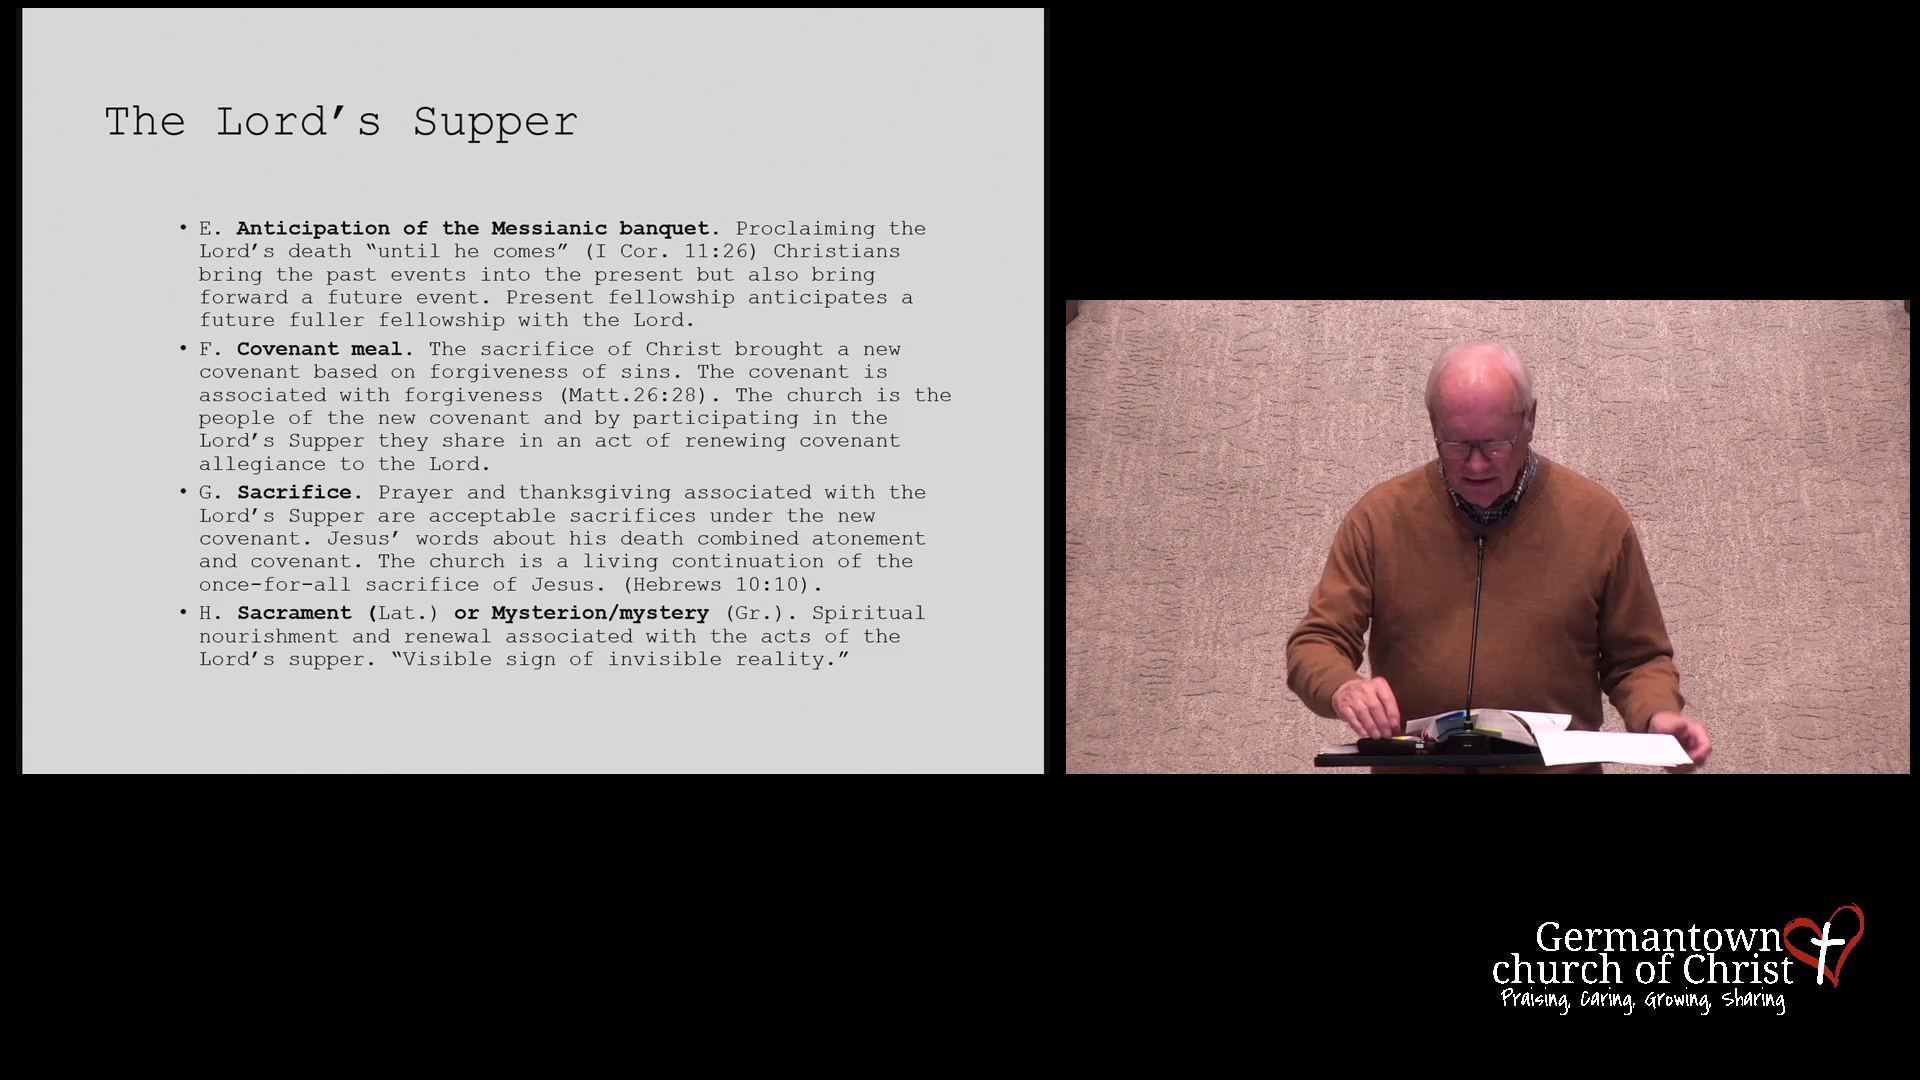 The Lord’s Supper
• E. Anticipation of the Messianic banquet. Proclaiming the
Lord’s death “until he comes” (I Cor. 11:26) Christians
bring the past events into the present but also bring
forward a future event. Present fellowship anticipates a
future fuller fellowship with the Lord.
• F. Covenant meal. The sacrifice of Christ brought a new
covenant based on forgiveness of sins. The covenant is
associated with forgiveness (Matt.26:28). The church is the
people of the new covenant and by participating in the
Lord’s Supper they share in an act of renewing covenant
allegiance to the Lord.
• G. Sacrifice. Prayer and thanksgiving associated with the
Lord’s Supper are acceptable sacrifices under the new
covenant. Jesus’ words about his death combined atonement
and covenant. The church is a living continuation of the
once-for-all sacrifice of Jesus. (Hebrews 10:10).
• H. Sacrament (Lat.) or Mysterion/mystery (Gr.). Spiritual
nourishment and renewal associated with the acts of the
Lord’s supper. “Visible sign of invisible reality.”
Germantown
church of Christ
Praising, Caring, Growing, Sharing